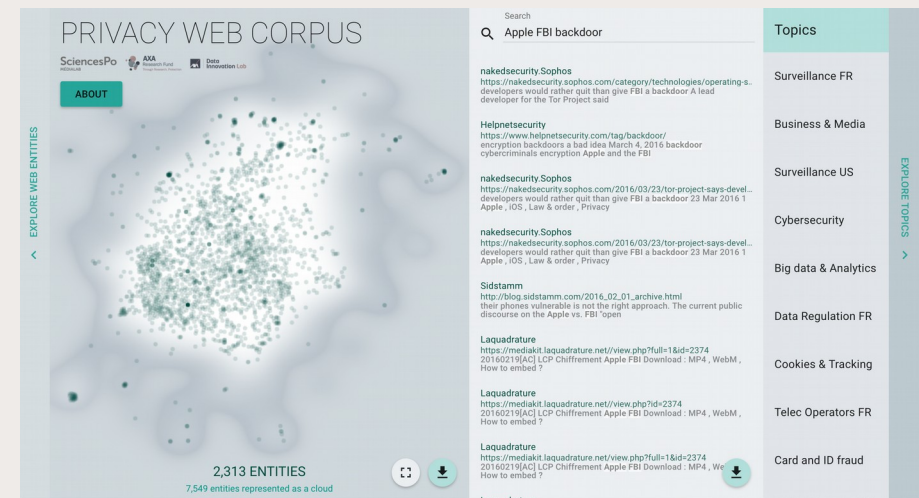 PRIVACY WEB CORPUS
SciencesPo
MÉDIALAB
AXA
Research Fund
Data
Innovation Lab
ABOUT
EXPLORE WEB ENTITIES
2,313 ENTITIES
7,549 entities represented as a cloud
Search
Apple FBI backdoor
nakedsecurity.Sophos
https://nakedsecurity.sophos.com/category/technologies/operating-s..
developers would rather quit than give FBI a backdoor A lead
developer for the Tor Project said
Helpnetsecurity
https://www.helpnetsecurity.com/tag/backdoor/
encryption backdoors a bad idea March 4, 2016 backdoor
cybercriminals encryption Apple and the FBI
nakedsecurity.Sophos
https://nakedsecurity.sophos.com/2016/03/23/tor-project-says-devel...
developers would rather quit than give FBI a backdoor 23 Mar 2016 1
Apple , iOS , Law & order , Privacy
nakedsecurity.Sophos
https://nakedsecurity.sophos.com/2016/03/23/tor-project-says-devel...
developers would rather quit than give FBI a backdoor 23 Mar 2016 1
Apple , iOS , Law & order , Privacy
Sidstamm
http://blog.sidstamm.com/2016_02_01_archive.html
their phones vulnerable is not the right approach. The current public
discourse on the Apple vs. FBI "open
Laquadrature
https://mediakit.laquadrature.net//view.php?full=1&id=2374
20160219[AC] LCP Chiffrement Apple FBI Download : MP4 , WebM ,
How to embed ?
Laquadrature
https://mediakit.laquadrature.net//view.php?id=2374
20160219[AC] LCP Chiffrement Apple FBI Download : MP4 , WebM ,
How to embed ?
Laquadrature
https://mediakit.laquadrature.net//view.php?full=1&id=2374
20160219[AC] LCP Chiffrement Apple FBI Download : MP4 , We
How to embed ?
Topics
Surveillance FR
Business & Media
Surveillance US
Cybersecurity
Big data & Analytics
Data Regulation FR
Cookies & Tracking
Telec Operators FR
Card and ID fraud
EXPLORE TOPICS